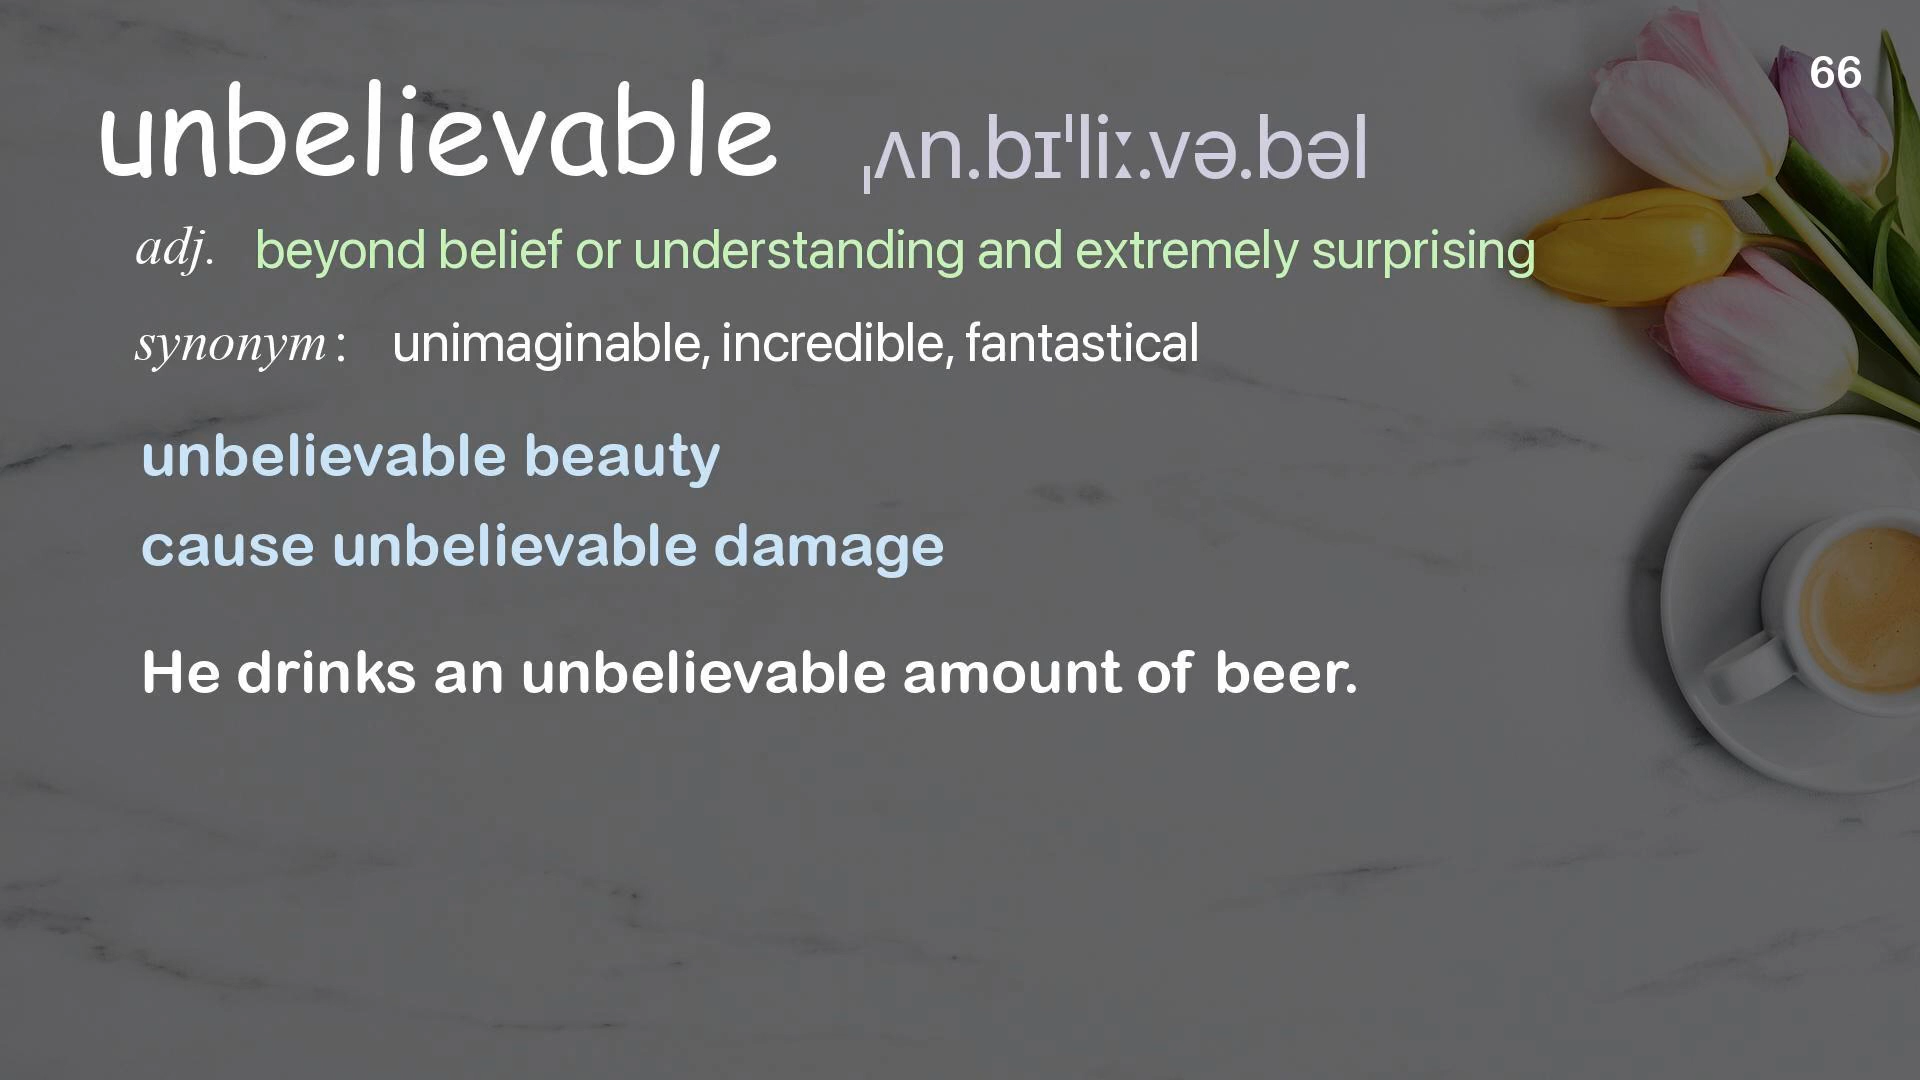 66
unbelievable ˌʌn.bɪˈliː.və.bəl
adj. beyond belief or understanding and extremely surprising
synonym : unimaginable, incredible, fantastical
unbelievable beauty
cause unbelievable damage
He drinks an unbelievable amount of beer.